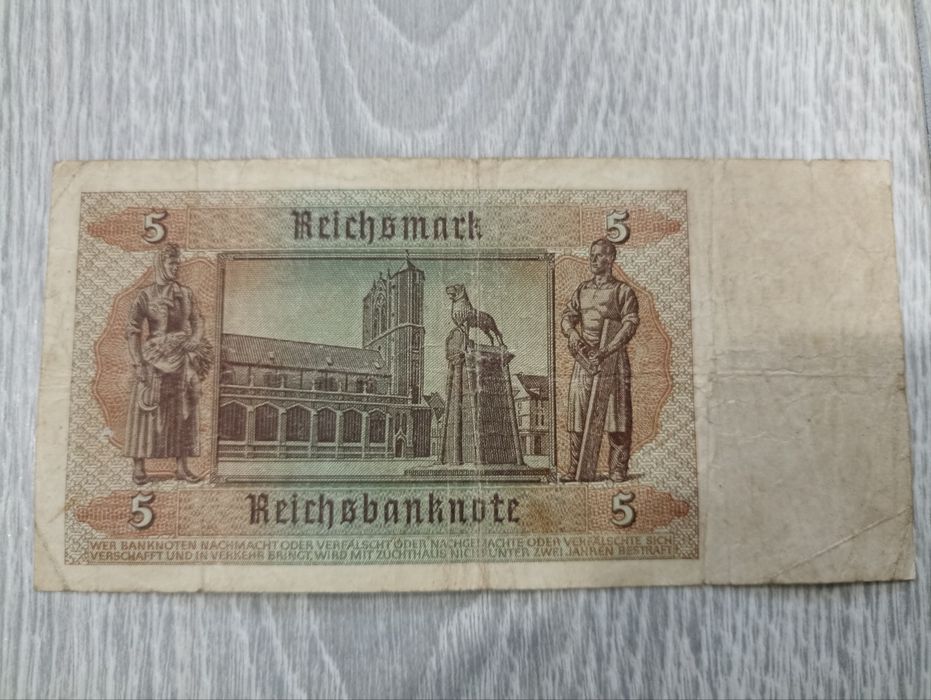 5 Reichsmark 5
5 Reichsbanknote 5
WER BANKNOTEN NACHMACHT ODER VERFÄLSCHT ODER NACHGEMACHTE ODER VERFÄLSCHTE SICH
VERSCHAFFT UND IN VERKEHR BRINGT, WIRD MIT ZUCHTHAUS NICHT UNTER ZWEI JAHREN BESTRAFT